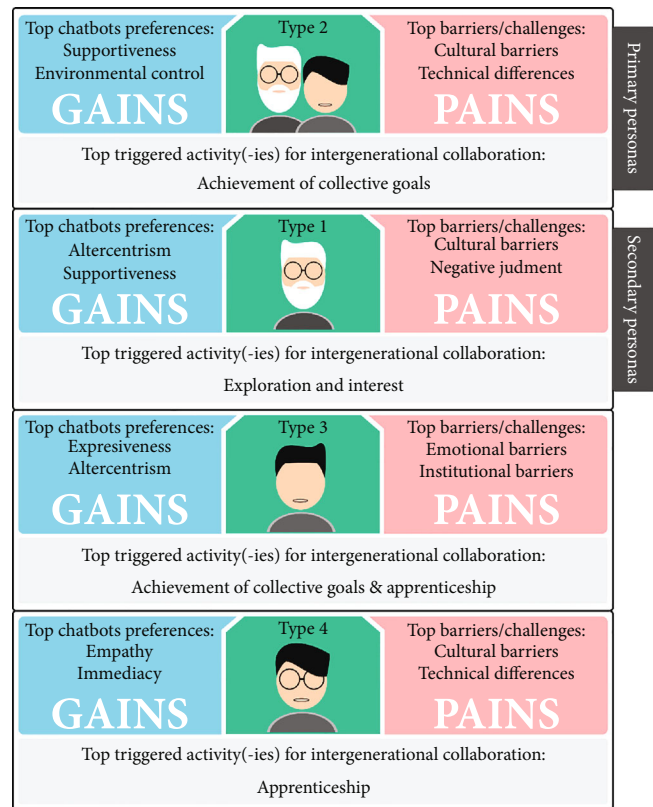 Top chatbots preferences:
Supportiveness
Environmental control
GAINS
Type 2
Top barriers/challenges:
Cultural barriers
Technical differences
PAINS
Top triggered activity(-ies) for intergenerational collaboration:
Achievement of collective goals
Primary personas
Top chatbots preferences:
Altercentrism
Supportiveness
GAINS
Type 1
Top barriers/challenges:
Cultural barriers
Negative judment
PAINS
Top triggered activity(-ies) for intergenerational collaboration:
Exploration and interest
Secondary personas
Top chatbots preferences:
Expresiveness
Altercentrism
GAINS
Type 3
Top barriers/challenges:
Emotional barriers
Institutional barriers
PAINS
Top triggered activity(-ies) for intergenerational collaboration:
Achievement of collective goals & apprenticeship
Top chatbots preferences:
Empathy
Immediacy
GAINS
Type 4
Top barriers/challenges:
Cultural barriers
Technical differences
PAINS
Top triggered activity(-ies) for intergenerational collaboration:
Apprenticeship